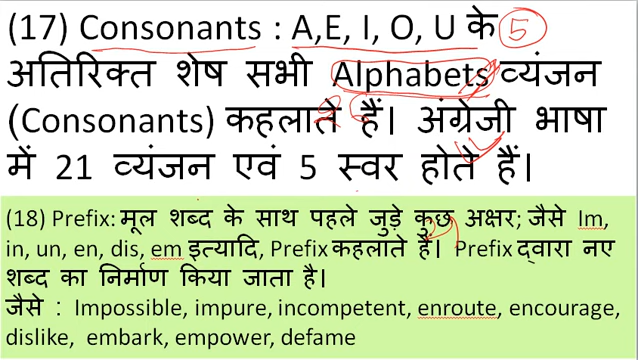 (17) Consonants : A,E, I, O, U के 5
अतिरिक्त शेष सभी Alphabets व्यंजन
(Consonants) कहलाते हैं। अंग्रेजी भाषा
में 21 व्यंजन एवं 5 स्वर होते हैं।
(18) Prefix: मूल शब्द के साथ पहले जुड़े कुछ अक्षर; जैसे Im,
in, un, en, dis, em इत्यादि, Prefix कहलाते हैं। Prefix द्वारा नए
शब्द का निर्माण किया जाता है।
जैसे : Impossible, impure, incompetent, enroute, encourage,
dislike, embark, empower, defame